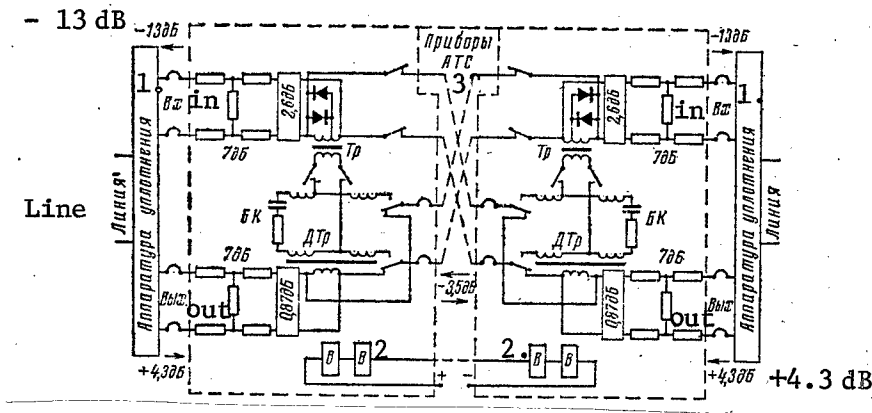 - 13 dB
-13дБ
Приборы
АТС
3
-13дБ
1.
in
Вх
2,6дБ
7дБ
Тр
2,6дБ
in
Вх
1.
7дБ
Тр
Аппаратура уплотнения
Line
Линия
БК
ДТр
БК
ДТр
Аппаратура уплотнения
Линия
7дБ
Вых.
out
0,87дБ
-3,5дБ
0,87дБ
7дБ
Вых.
out
В
В
2
2.
В
В
+
-
+4,3дБ
+4,3дБ
+4.3 dB